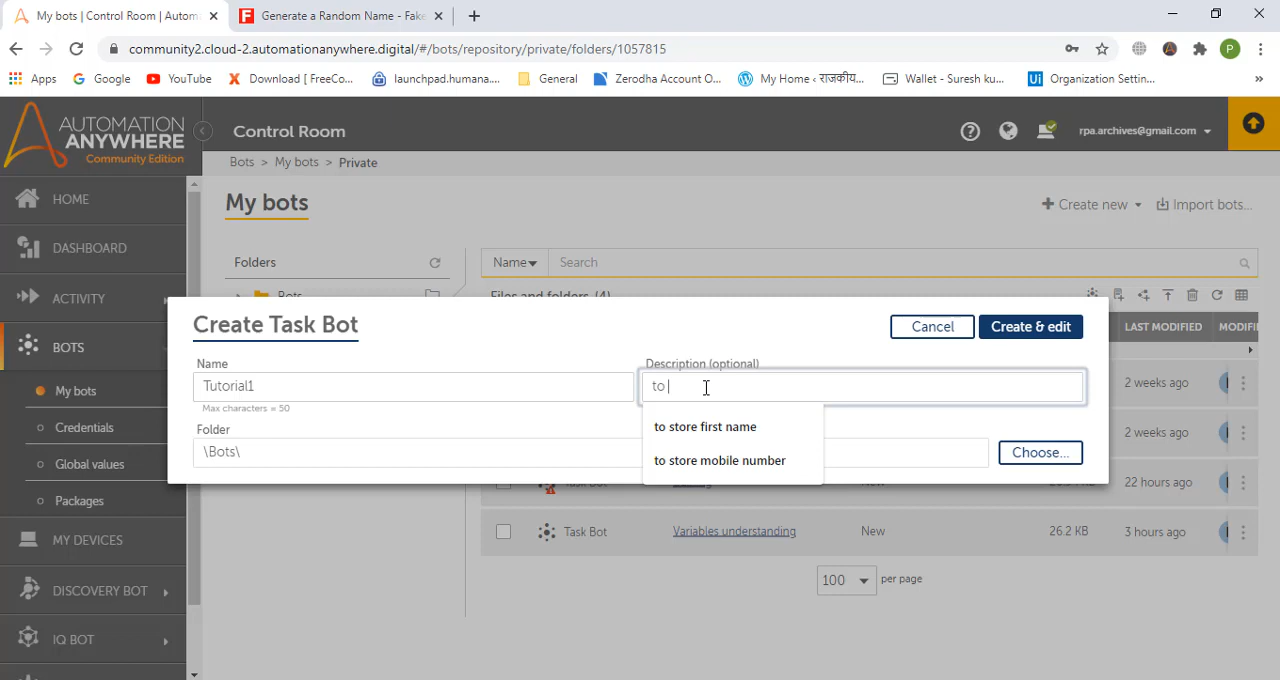 My bots | Control Room | Autom
Generate a Random Name - Fake
community2.cloud-2.automationanywhere.digital/#/bots/repository/private/folders/1057815
P
Apps
Google
YouTube
Download [ FreeCo...
launchpad.humana....
General
Zerodha Account O...
My Home ‹ राजकीय...
Wallet - Suresh ku...
Organization Settin...
»
AUTOMATION
ANYWHERE
Community Edition
Control Room
rpa.archives@gmail.com
Bots > My bots > Private
HOME
DASHBOARD
ACTIVITY
BOTS
My bots
Credentials
Global values
Packages
MY DEVICES
DISCOVERY BOT
IQ BOT
My bots
Create new
Import bots...
Folders
Name
Search
Bots
Files and folders (4)
LAST MODIFIED
MODIFI
Create Task Bot
Cancel
Create & edit
Name
Description (optional)
Tutorial1
to
Max characters = 50
to store first name
Folder
\Bots\
to store mobile number
Choose...
2 weeks ago
2 weeks ago
22 hours ago
Task Bot
Variables understanding
New
26.2 KB
3 hours ago
100
per page